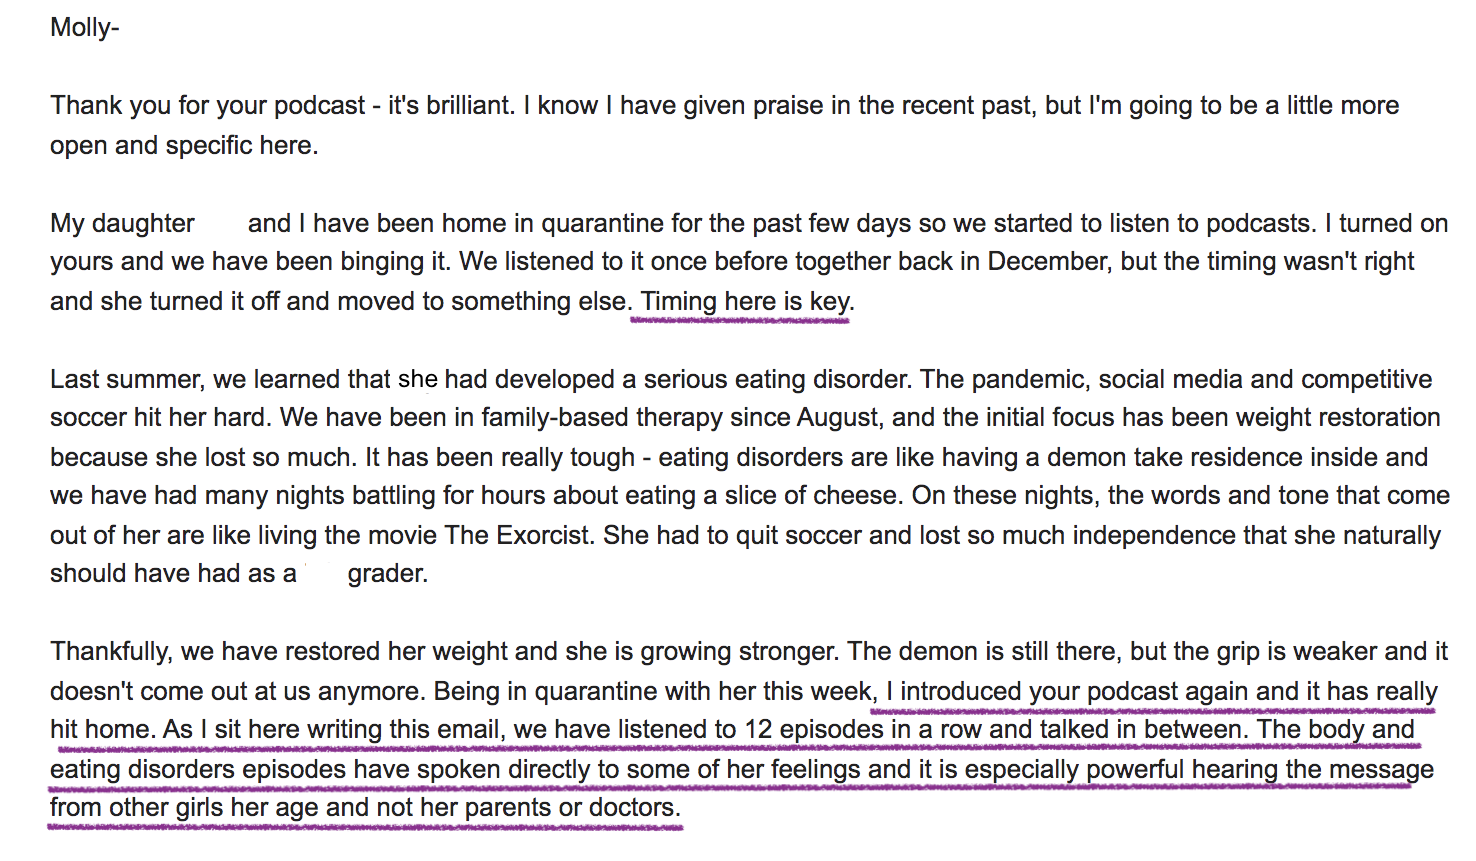 Molly-
Thank you for your podcast - it's brilliant. I know I have given praise in the recent past, but I'm going to be a little more
open and specific here.
My daughter and I have been home in quarantine for the past few days so we started to listen to podcasts. I turned on
yours and we have been binging it. We listened to it once before together back in December, but the timing wasn't right
and she turned it off and moved to something else. Timing here is key.
Last summer, we learned that she had developed a serious eating disorder. The pandemic, social media and competitive
soccer hit her hard. We have been in family-based therapy since August, and the initial focus has been weight restoration
because she lost so much. It has been really tough - eating disorders are like having a demon take residence inside and
we have had many nights battling for hours about eating a slice of cheese. On these nights, the words and tone that come
out of her are like living the movie The Exorcist. She had to quit soccer and lost so much independence that she naturally
should have had as a grader.
Thankfully, we have restored her weight and she is growing stronger. The demon is still there, but the grip is weaker and it
doesn't come out at us anymore. Being in quarantine with her this week, I introduced your podcast again and it has really
hit home. As I sit here writing this email, we have listened to 12 episodes in a row and talked in between. The body and
eating disorders episodes have spoken directly to some of her feelings and it is especially powerful hearing the message
from other girls her age and not her parents or doctors.